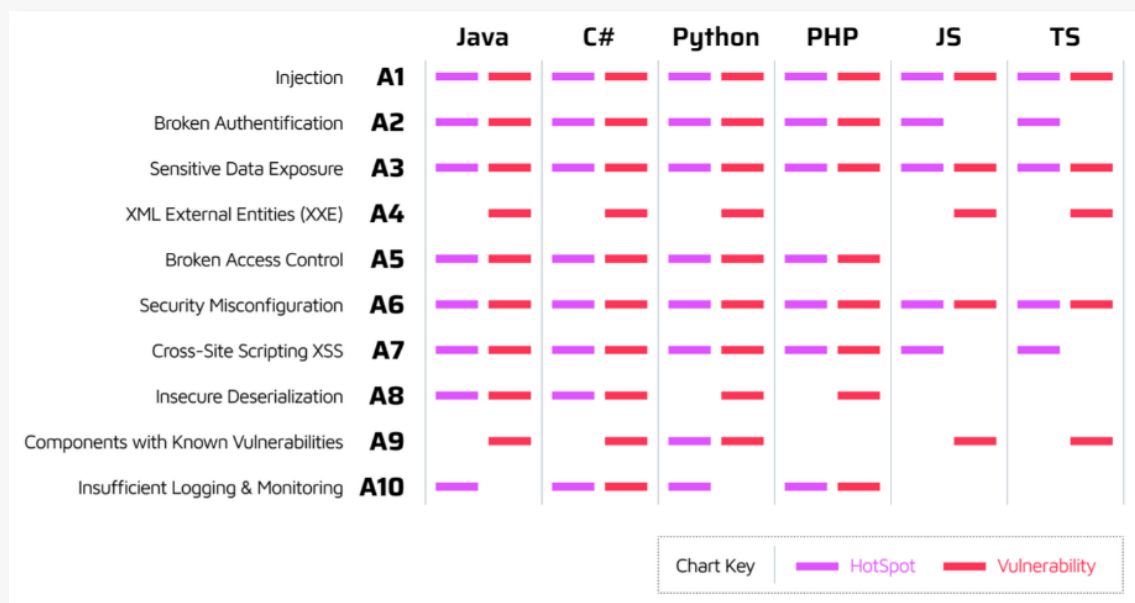 Java C# Python PHP JS TS
Injection A1
Broken Authentification A2
Sensitive Data Exposure A3
XML External Entities (XXE) A4
Broken Access Control A5
Security Misconfiguration A6
Cross-Site Scripting XSS A7
Insecure Deserialization A8
Components with Known Vulnerabilities A9
Insufficient Logging & Monitoring A10
Chart Key HotSpot Vulnerability